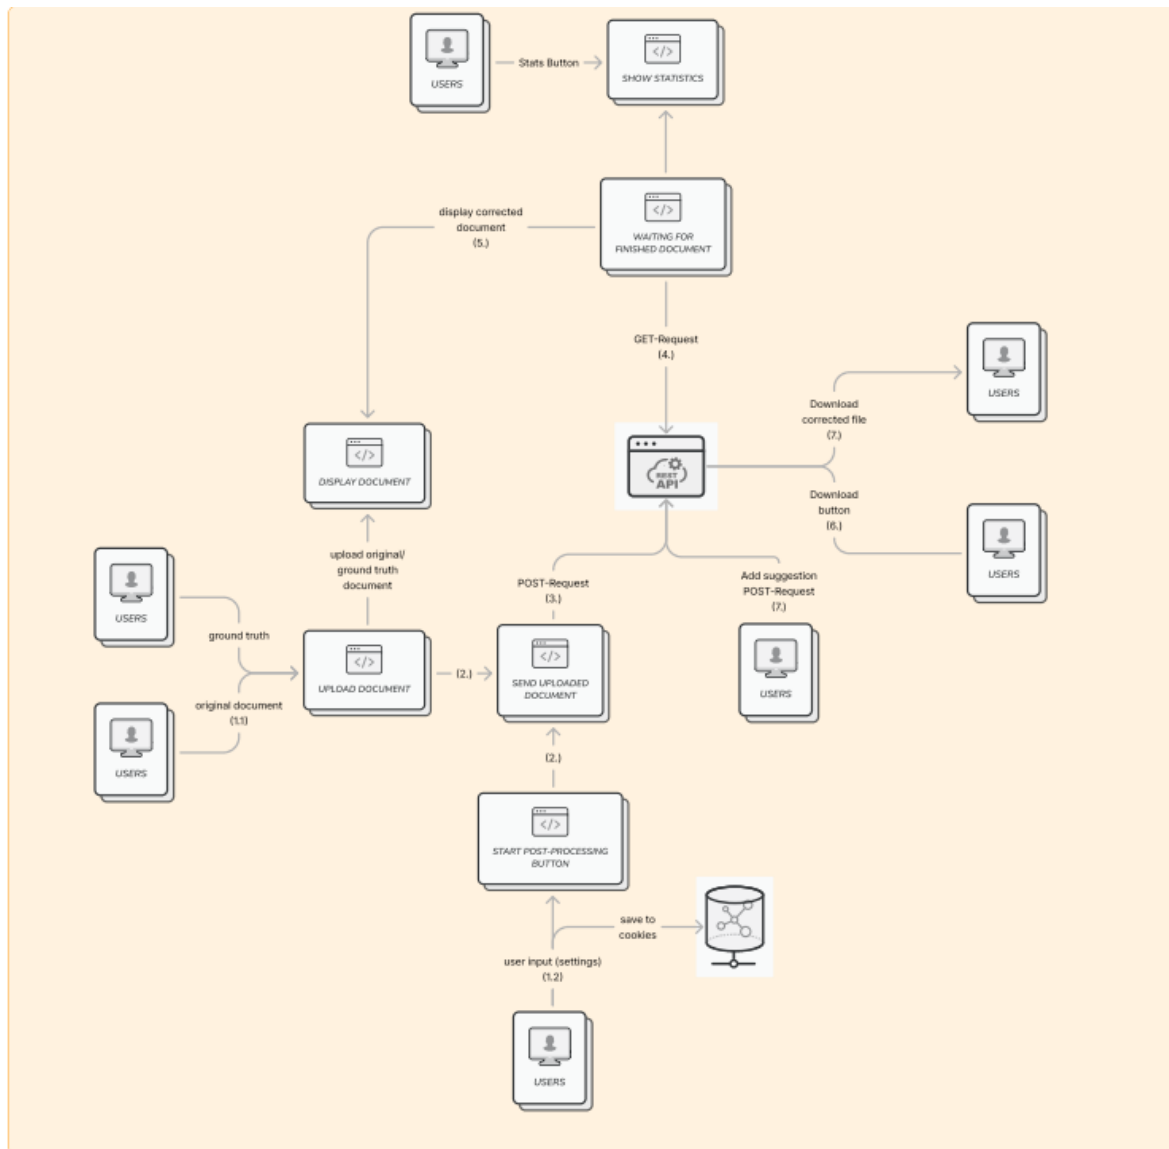 USERS
Stats Button
</>
SHOW STATISTICS
display corrected
document
(5.)
</>
WAITING FOR
FINISHED DOCUMENT
GET-Request
(4.)
USERS
Download
corrected file
(7.)
</>
DISPLAY DOCUMENT
REST
API
Download
button
(6.)
USERS
upload original/
ground truth
document
POST-Request
(3.)
Add suggestion
POST-Request
(7.)
USERS
ground truth
</>
UPLOAD DOCUMENT
(2.)
</>
SEND UPLOADED
DOCUMENT
USERS
original document
(1.1)
USERS
(2.)
</>
START POST-PROCESSING
BUTTON
save to
cookies
user input (settings)
(1.2)
USERS